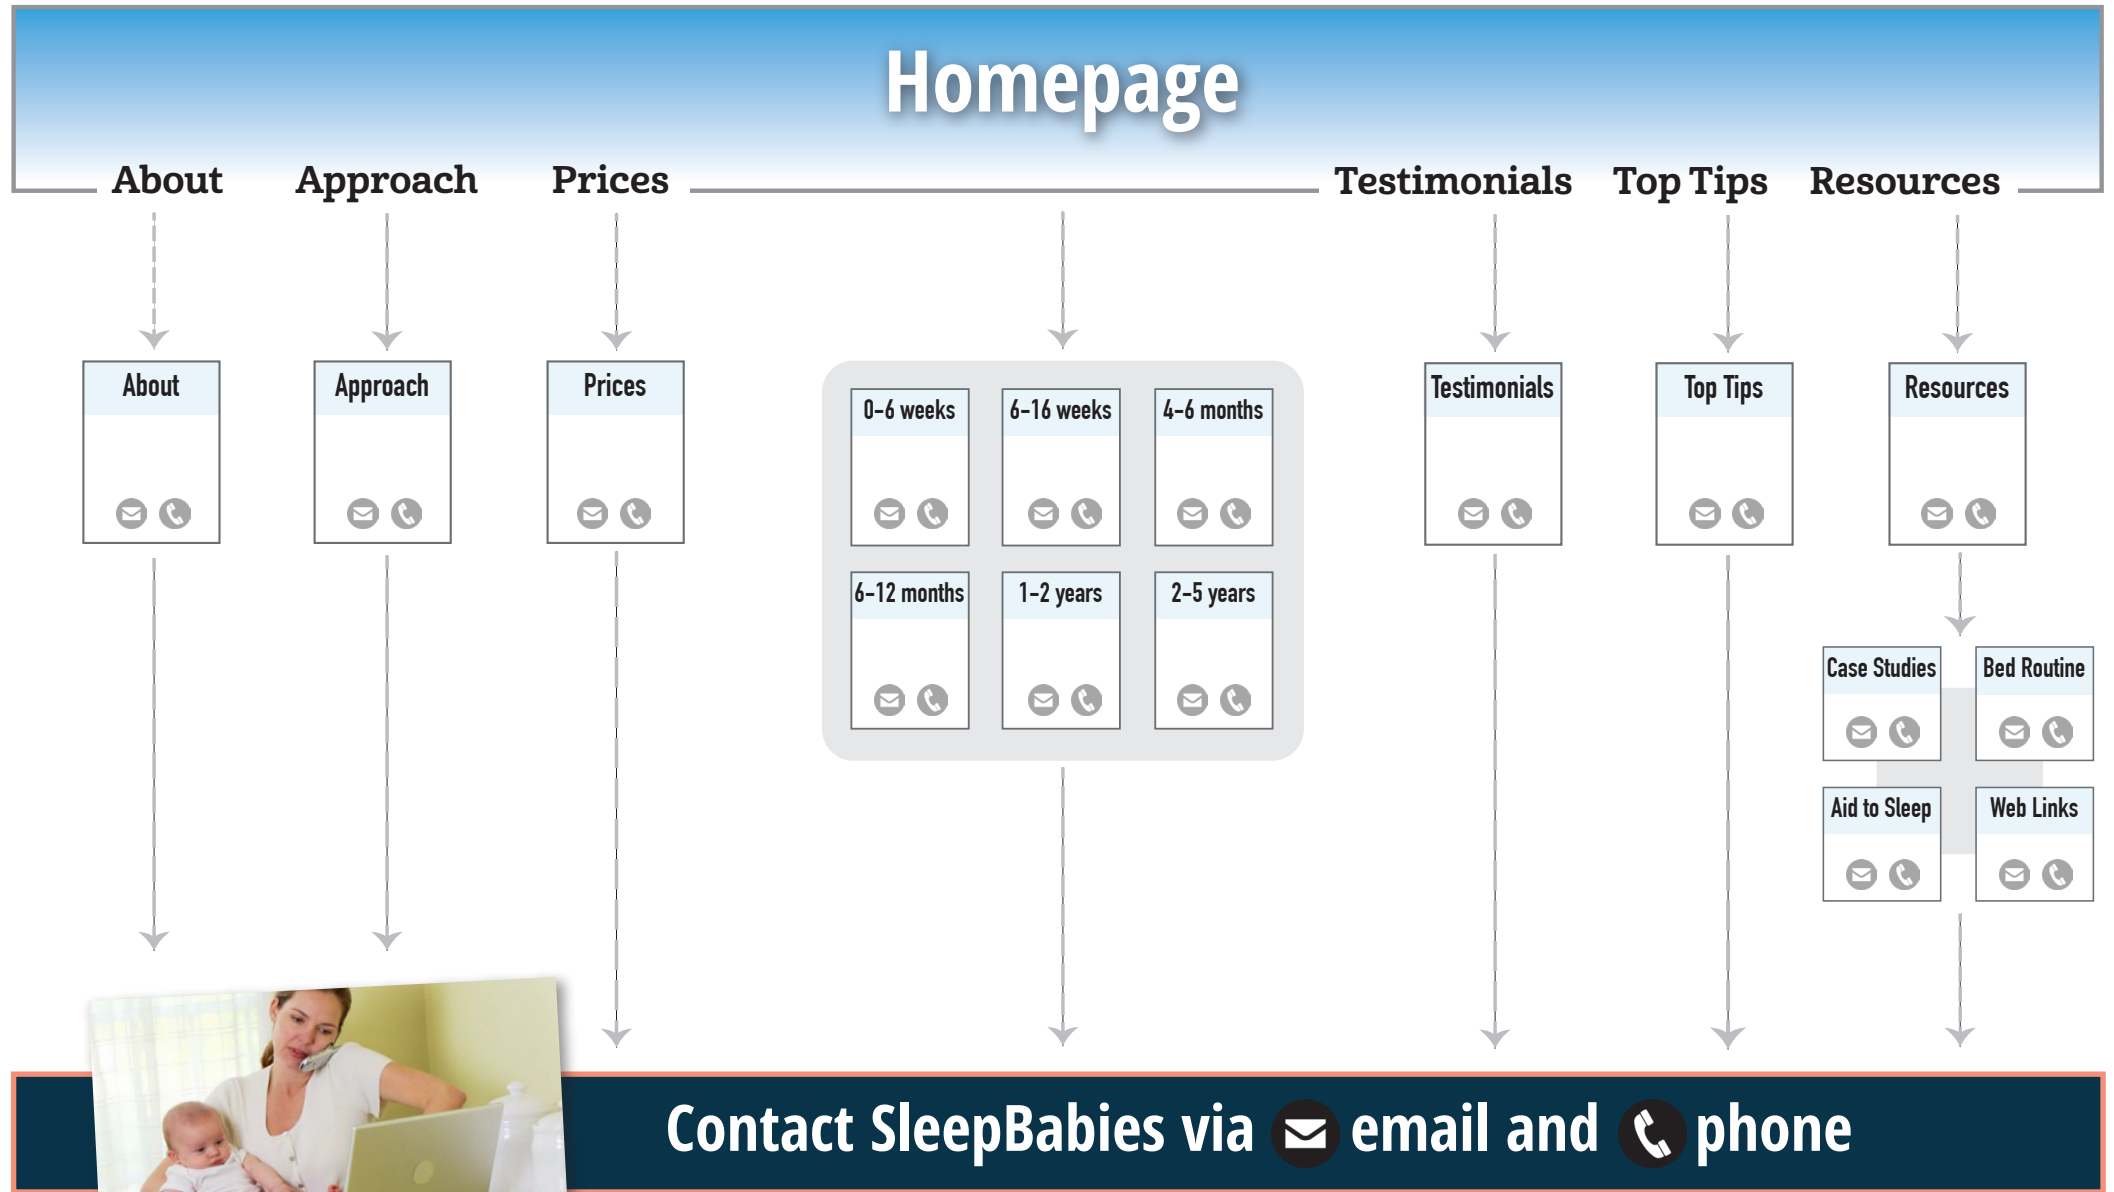 Homepage
About Approach Prices Testimonials Top Tips Resources
About Approach Prices Testimonials Top Tips Resources
0-6 weeks 6-16 weeks 4-6 months
6-12 months 1-2 years 2-5 years
Case Studies Bed Routine
Aid to Sleep Web Links
Contact SleepBabies via email and phone